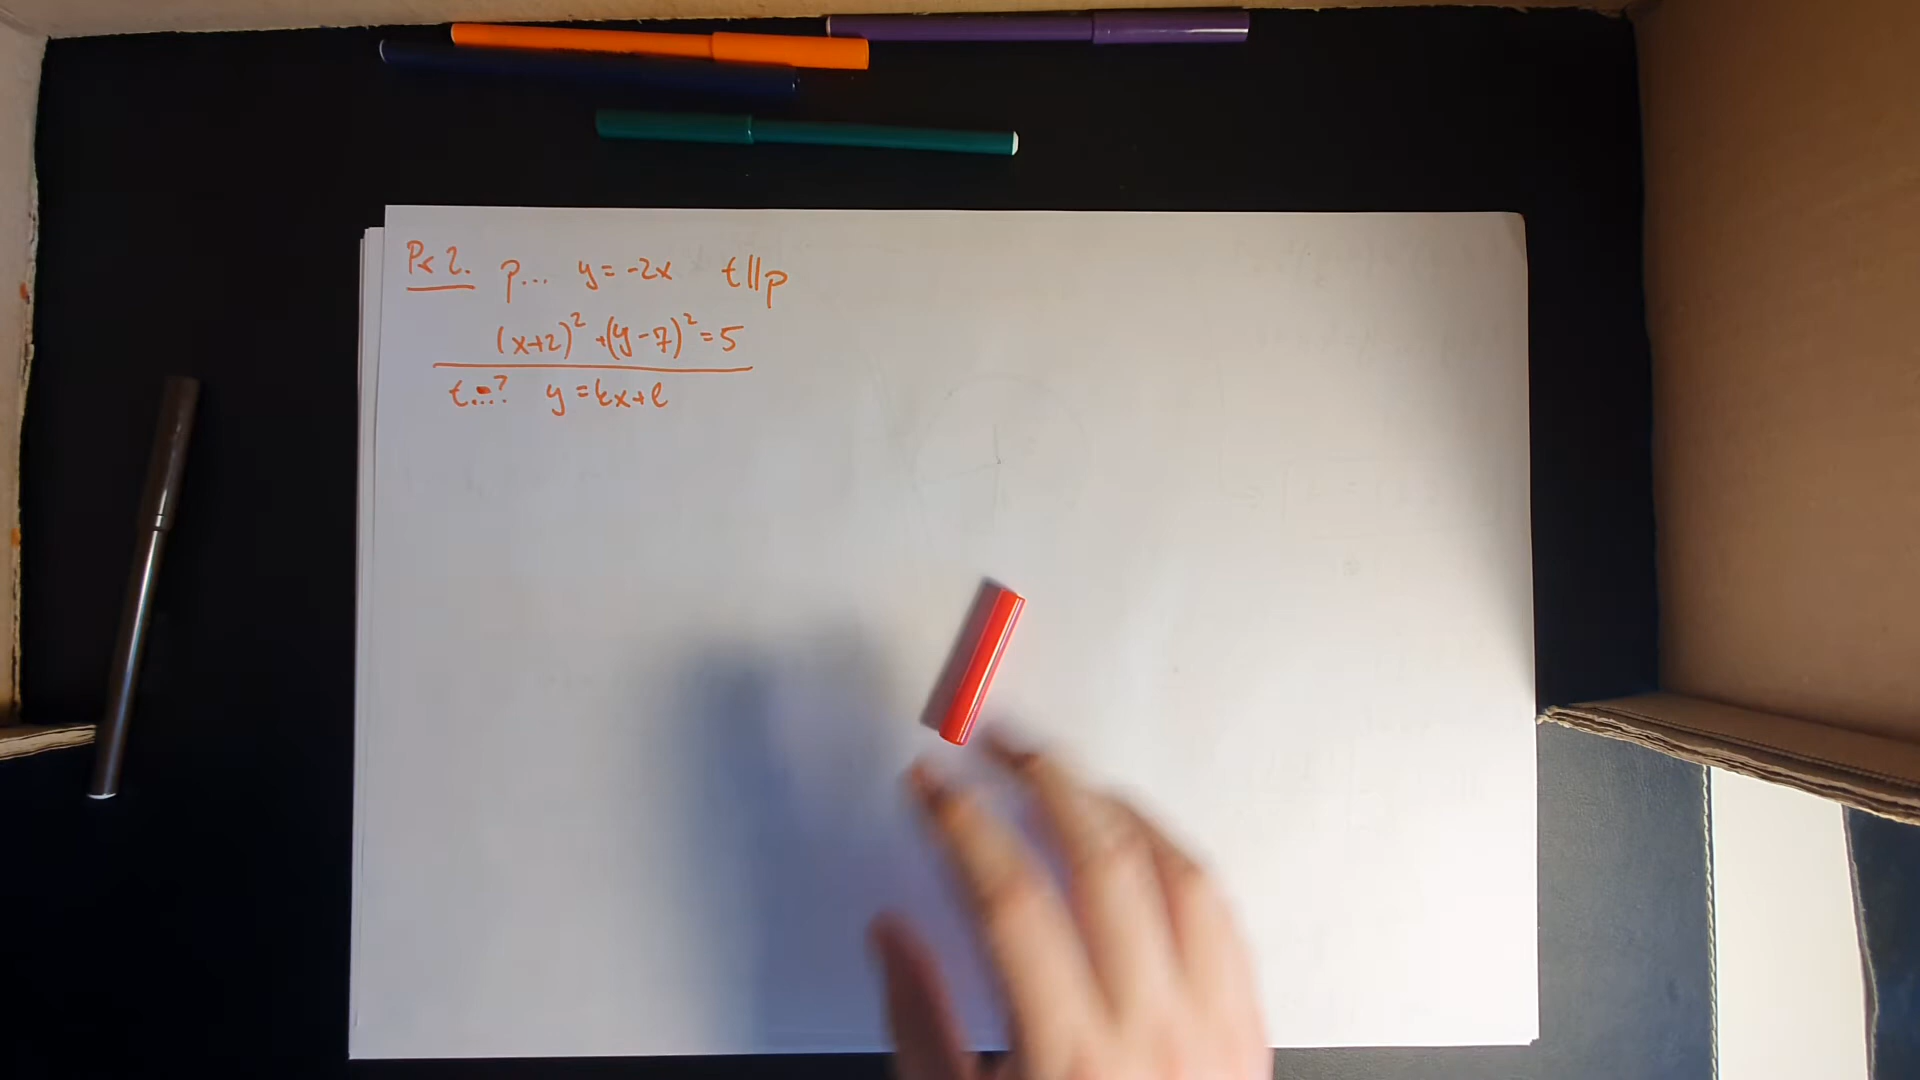 Pr 2. p... y = -2x t||p
(x+2)² + (y-7)² = 5
t...? y = kx+l